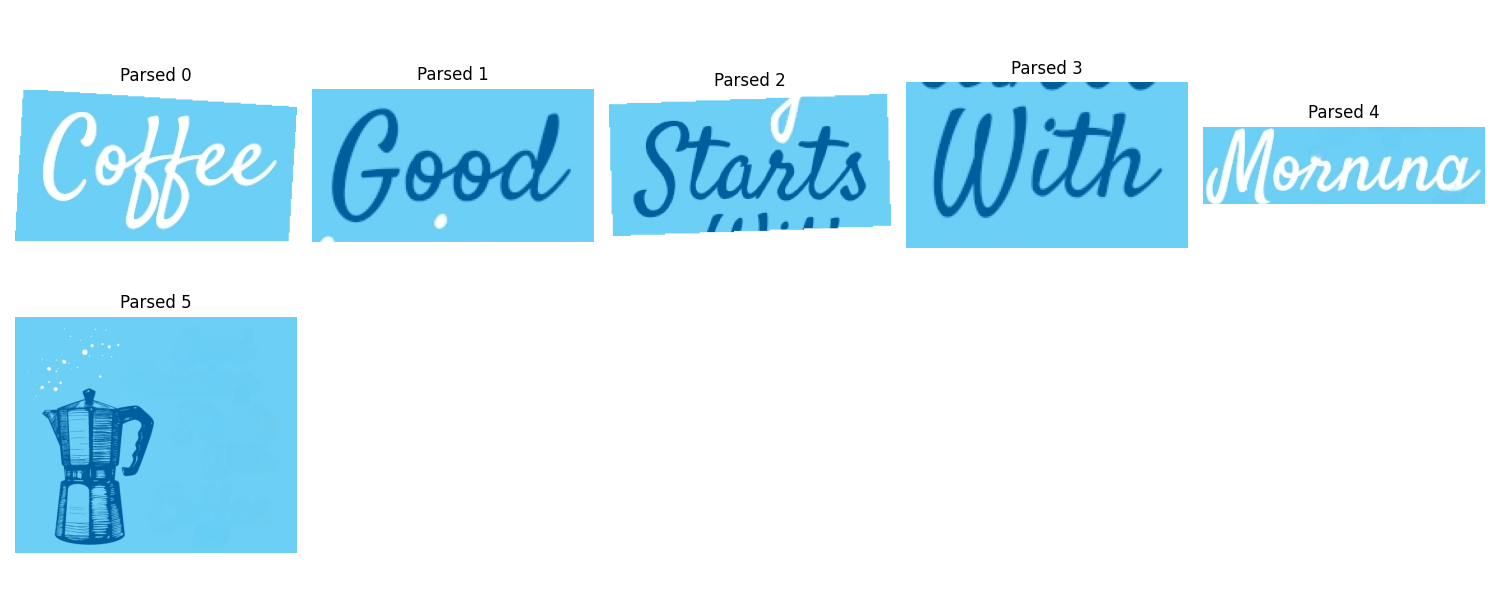 Parsed 0
Coffee
Parsed 1
Good
Parsed 2
Starts
Parsed 3
With
Parsed 4
Morning
Parsed 5